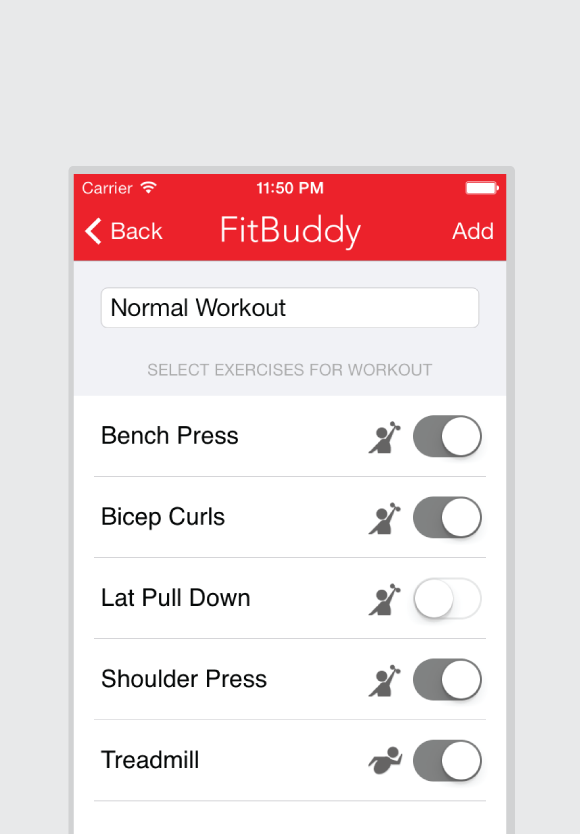 Carrier 11:50 PM
Back FitBuddy Add
Normal Workout
SELECT EXERCISES FOR WORKOUT
Bench Press
Bicep Curls
Lat Pull Down
Shoulder Press
Treadmill